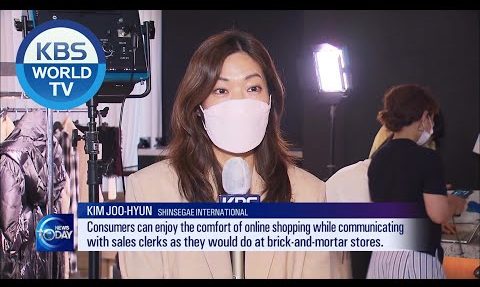 KBS
WORLD
TV
KBS
KIM JOO-HYUN SHINSEGAE INTERNATIONAL
NEWS
TODAY
Consumers can enjoy the comfort of online shopping while communicating
with sales clerks as they would do at brick-and-mortar stores.